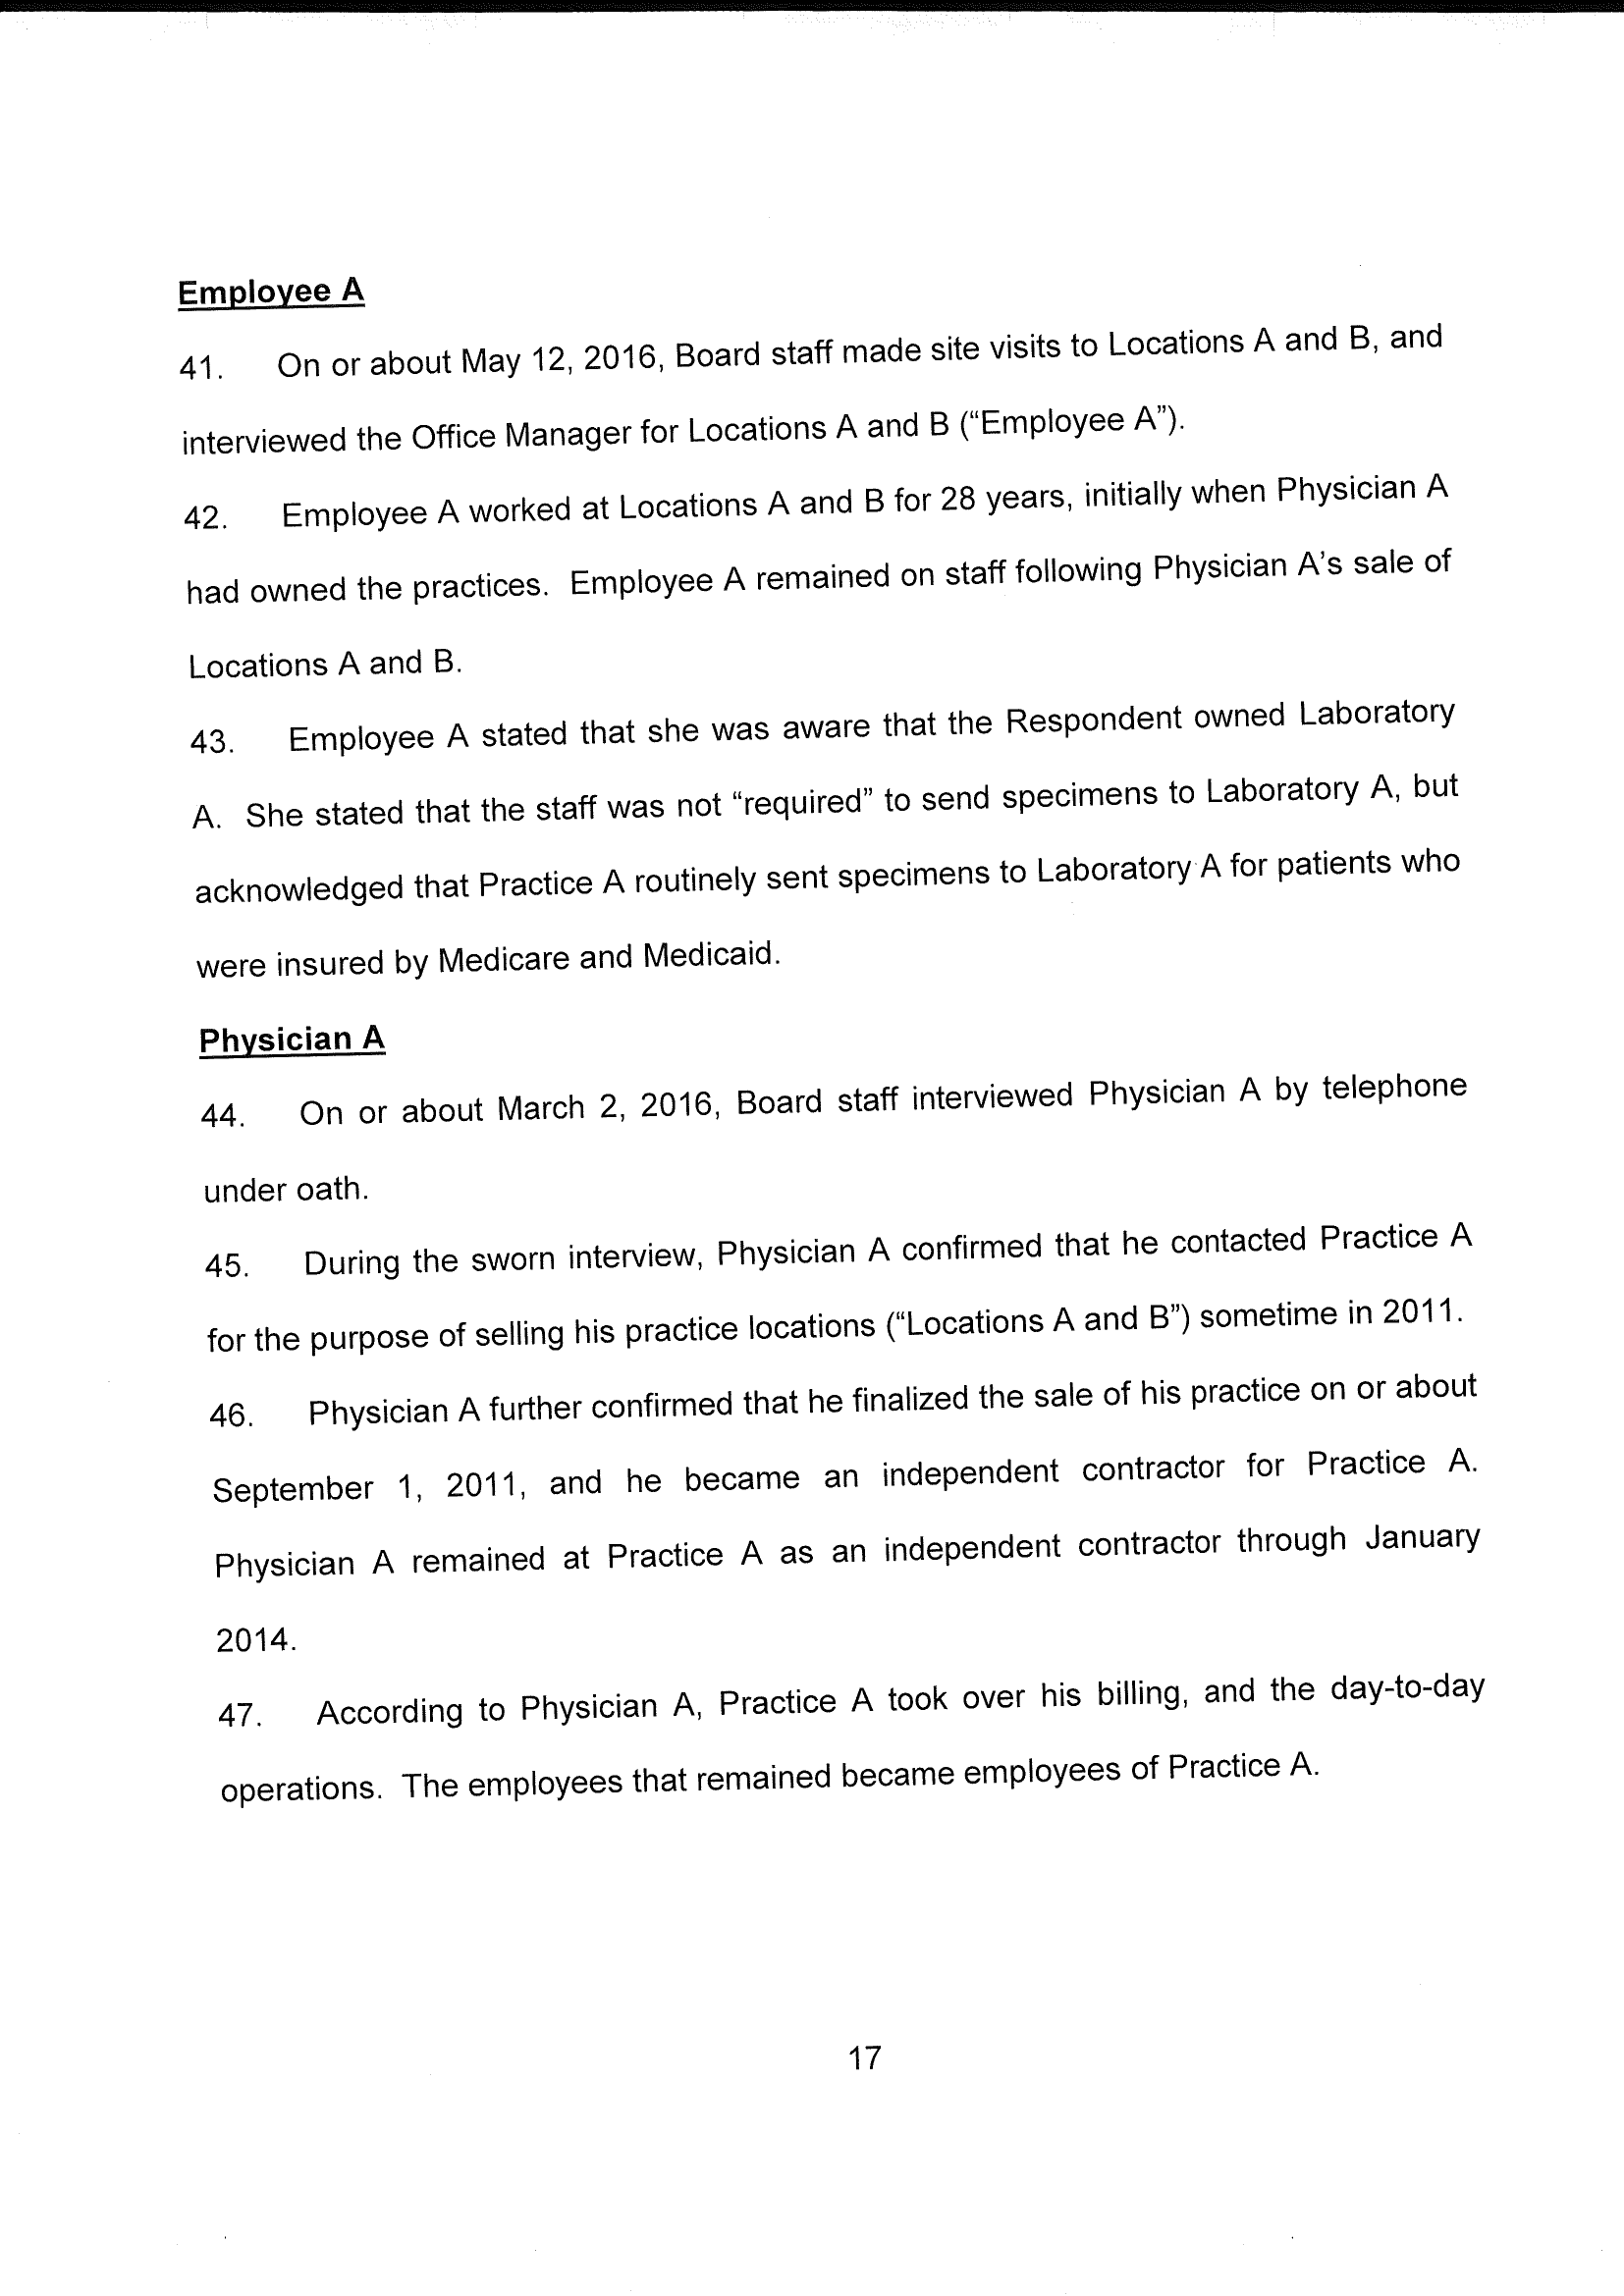 Employee A
41. On or about May 12, 2016, Board staff made site visits to Locations A and B, and
interviewed the Office Manager for Locations A and B (“Employee A”).
42. Employee A worked at Locations A and B for 28 years, initially when Physician A
had owned the practices. Employee A remained on staff following Physician A’s sale of
Locations A and B.
43. Employee A stated that she was aware that the Respondent owned Laboratory
A. She stated that the staff was not “required” to send specimens to Laboratory A, but
acknowledged that Practice A routinely sent specimens to Laboratory A for patients who
were insured by Medicare and Medicaid.
Physician A
44. On or about March 2, 2016, Board staff interviewed Physician A by telephone
under oath.
45. During the sworn interview, Physician A confirmed that he contacted Practice A
for the purpose of selling his practice locations (“Locations A and B”) sometime in 2011.
46. Physician A further confirmed that he finalized the sale of his practice on or about
September 1, 2011, and he became an independent contractor for Practice A.
Physician A remained at Practice A as an independent contractor through January
2014.
47. According to Physician A, Practice A took over his billing, and the day-to-day
operations. The employees that remained became employees of Practice A.
17